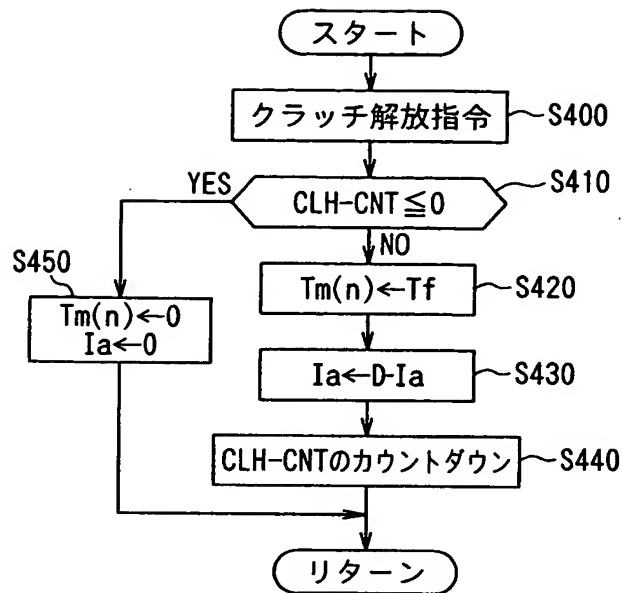 スタート
クラッチ解放指令
S400
YES
CLH-CNT≦0
S410
NO
S450
Tm(n)←0
Ia←0
Tm(n)←Tf
S420
Ia←D-Ia
S430
CLH-CNTのカウントダウン
S440
リターン